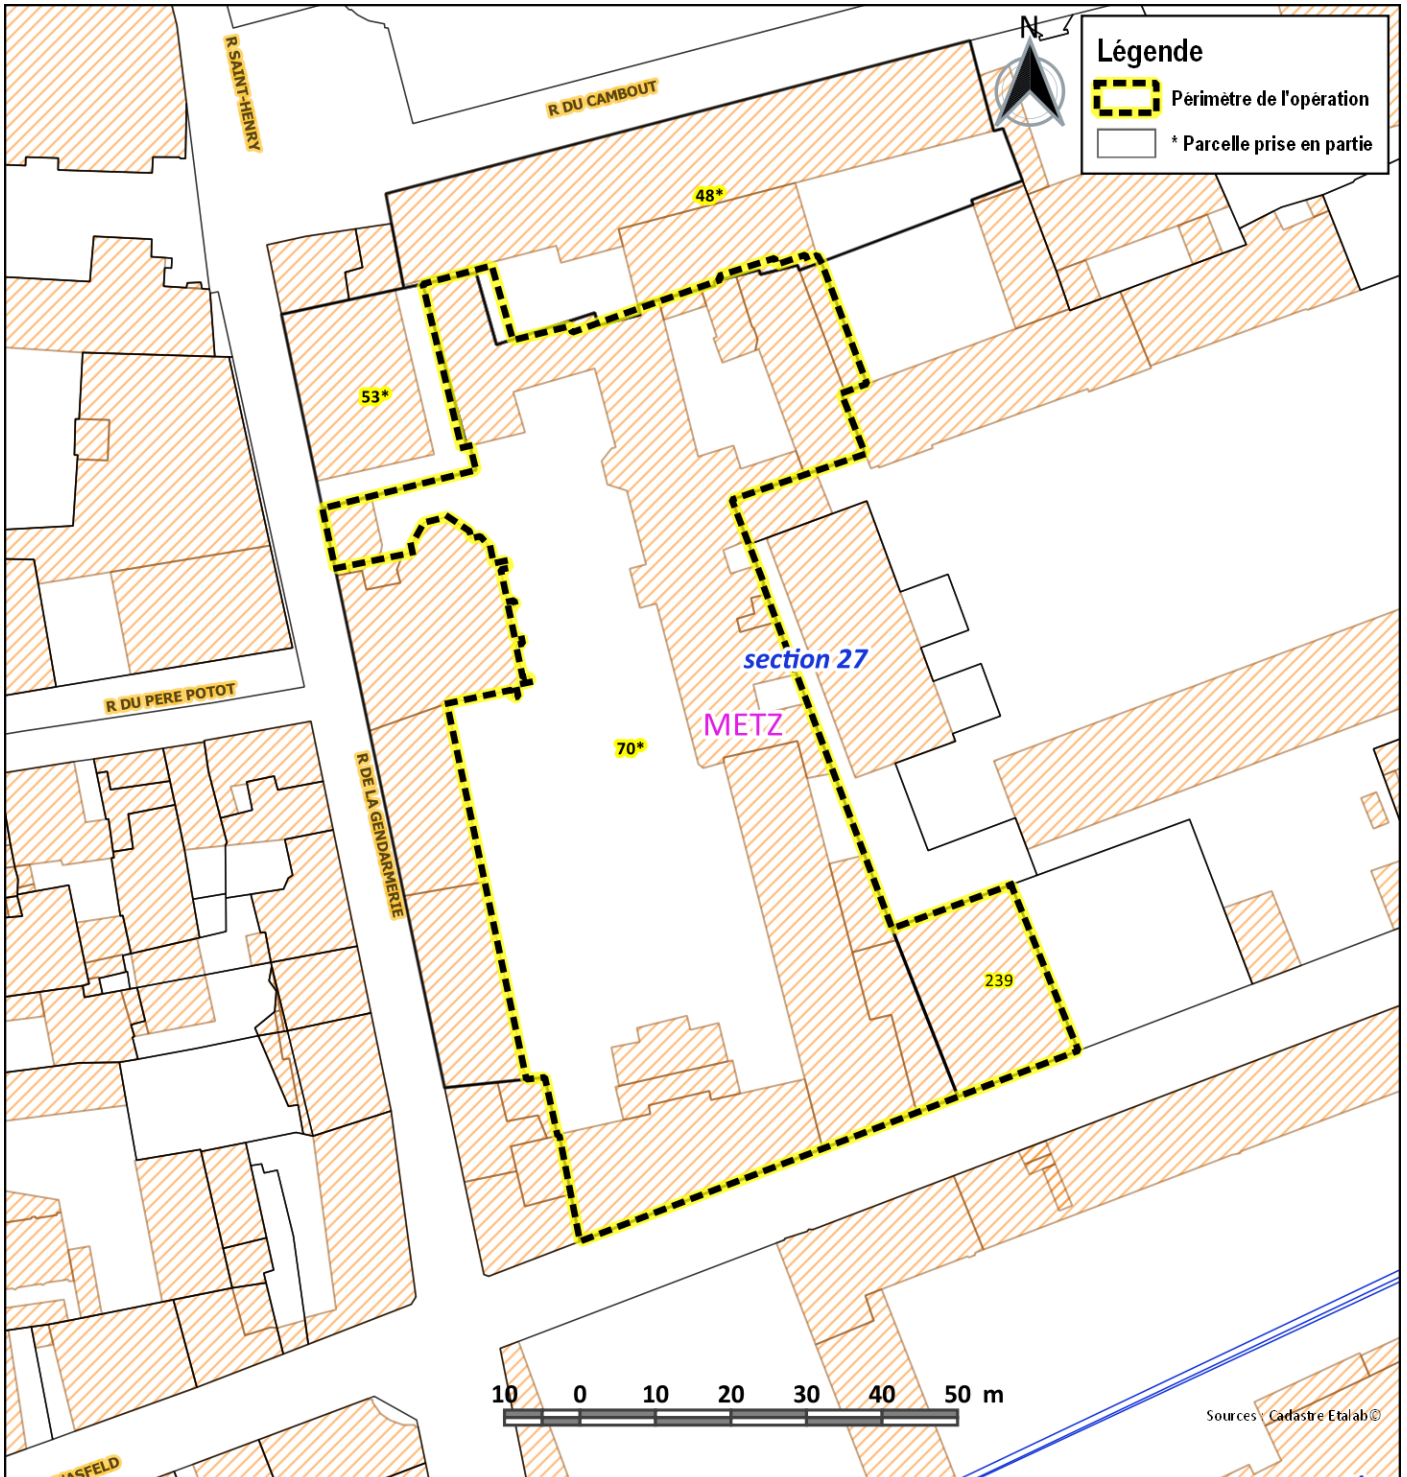 R SAINT-HENRY
R DU CAMBOUT
N
Légende
Périmètre de l'opération
* Parcelle prise en partie
48*
53*
section 27
METZ
R DU PERE POTOT
70*
R DE LA GENDARMERIE
239
10 0 10 20 30 40 50 m
Sources : Cadastre Etalab©